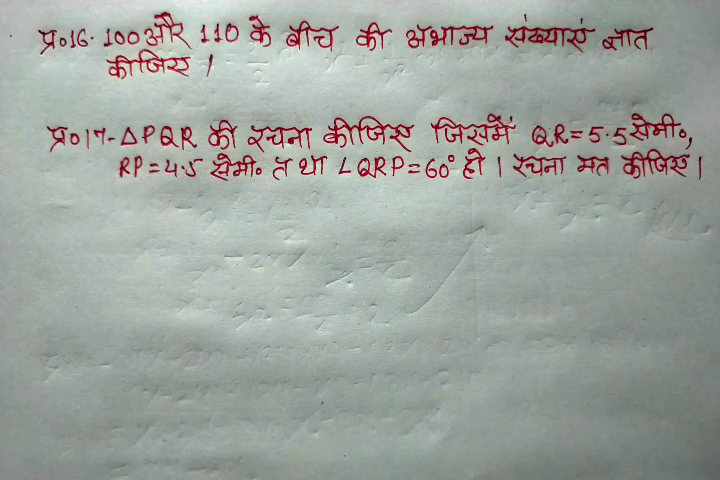 प्र०16. 100 और 110 के बीच की अभाज्य संख्याएं ज्ञात
कीजिए।
प्र०17- ΔPQR की रचना कीजिए जिसमें QR=5.5 सेमी०,
RP=4.5 सेमी० तथा ∠QRP=60° हो। रचना मत कीजिए।